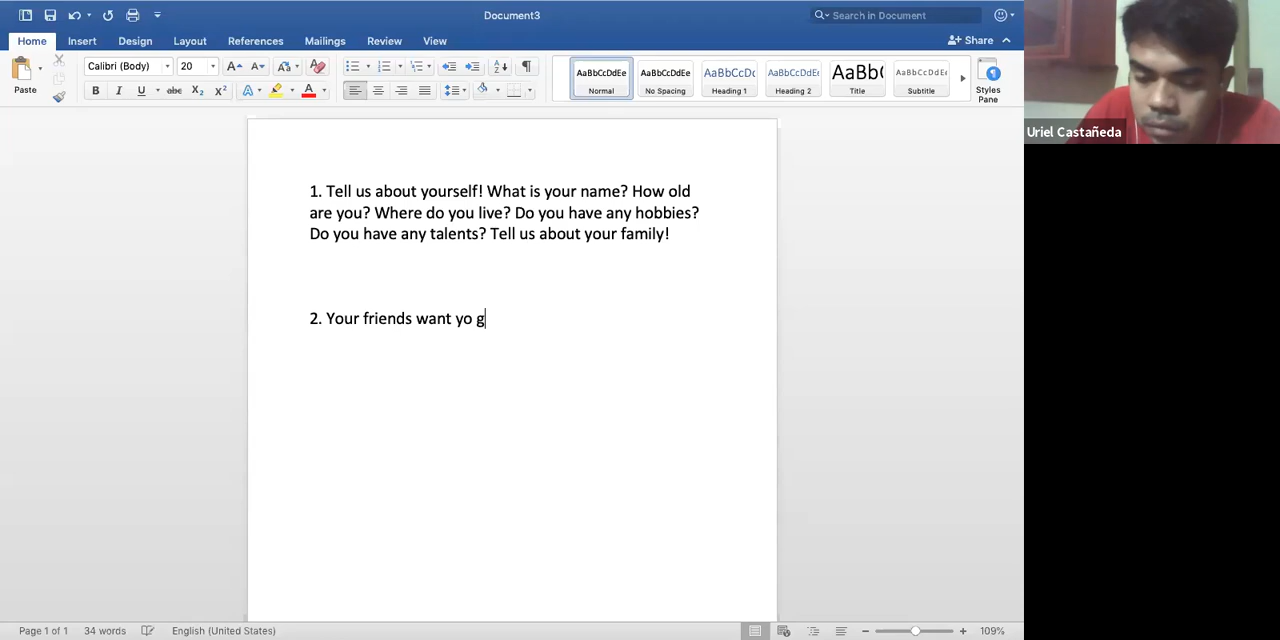 Document3
Search in Document
Home Insert Design Layout References Mailings Review View
Share
Calibri (Body) 20
Paste
AaBbCcDdEe AaBbCcDdEe AaBbCcDc AaBbCcDdEe AaBb( AaBbCcDdEe
Normal No Spacing Heading 1 Heading 2 Title Subtitle
Styles
Pane
Uriel Castañeda
1. Tell us about yourself! What is your name? How old
are you? Where do you live? Do you have any hobbies?
Do you have any talents? Tell us about your family!
2. Your friends want yo g
Page 1 of 1 34 words English (United States) 109%